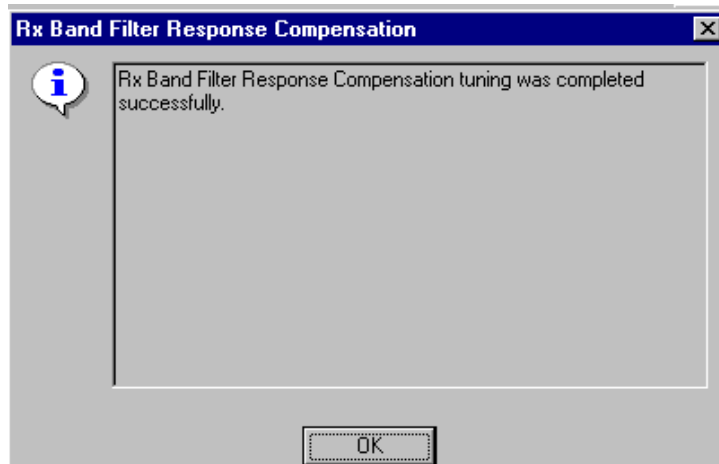 Rx Band Filter Response Compensation
Rx Band Filter Response Compensation tuning was completed
successfully.
OK